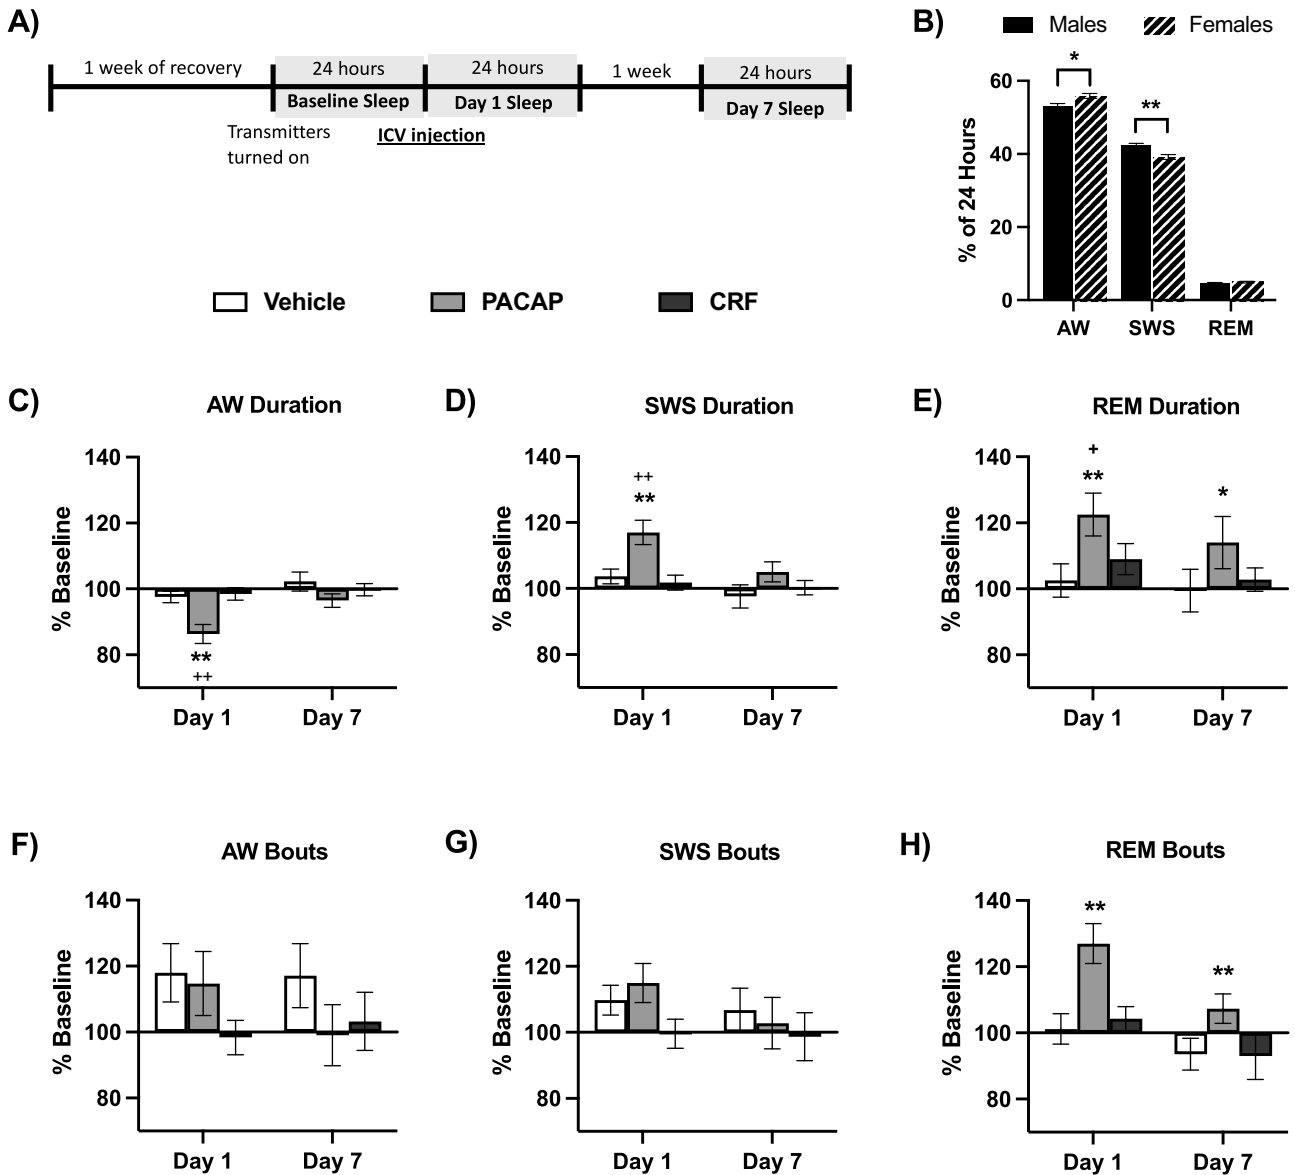 A)
1 week of recovery
24 hours
24 hours
1 week
24 hours
Baseline Sleep
Day 1 Sleep
Day 7 Sleep
Transmitters
turned on
ICV injection
B)
Males
Females
*
**
60
40
20
0
% of 24 Hours
AW
SWS
REM
Vehicle
PACAP
CRF
C)
AW Duration
140
120
100
80
% Baseline
**
++
Day 1
Day 7
D)
SWS Duration
140
120
100
80
% Baseline
++
**
Day 1
Day 7
E)
REM Duration
140
120
100
80
% Baseline
+
**
*
Day 1
Day 7
F)
AW Bouts
140
120
100
80
% Baseline
Day 1
Day 7
G)
SWS Bouts
140
120
100
80
% Baseline
Day 1
Day 7
H)
REM Bouts
140
120
100
80
% Baseline
**
**
Day 1
Day 7